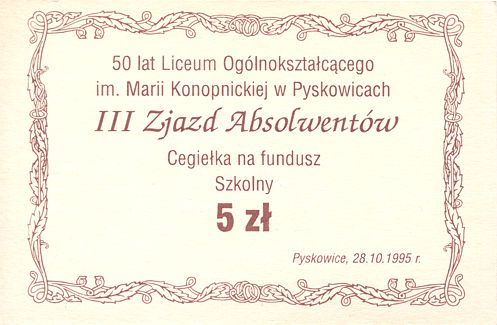 50 lat Liceum Ogólnokształcącego
im. Marii Konopnickiej w Pyskowicach
III Zjazd Absolwentów
Cegiełka na fundusz
Szkolny
5 zł
Pyskowice, 28.10.1995 r.